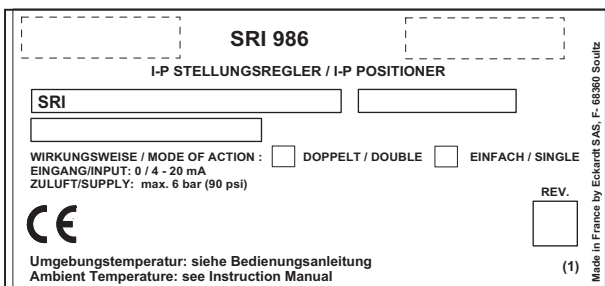 SRI 986
I-P STELLUNGSREGLER / I-P POSITIONER
SRI
WIRKUNGSWEISE / MODE OF ACTION : DOPPELT / DOUBLE EINFACH / SINGLE
EINGANG/INPUT: 0 / 4 - 20 mA
ZULUFT/SUPPLY: max. 6 bar (90 psi)
REV.
CE
Umgebungstemperatur: siehe Bedienungsanleitung
Ambient Temperature: see Instruction Manual
(1)
Made in France by Eckardt SAS, F- 68360 Soultz